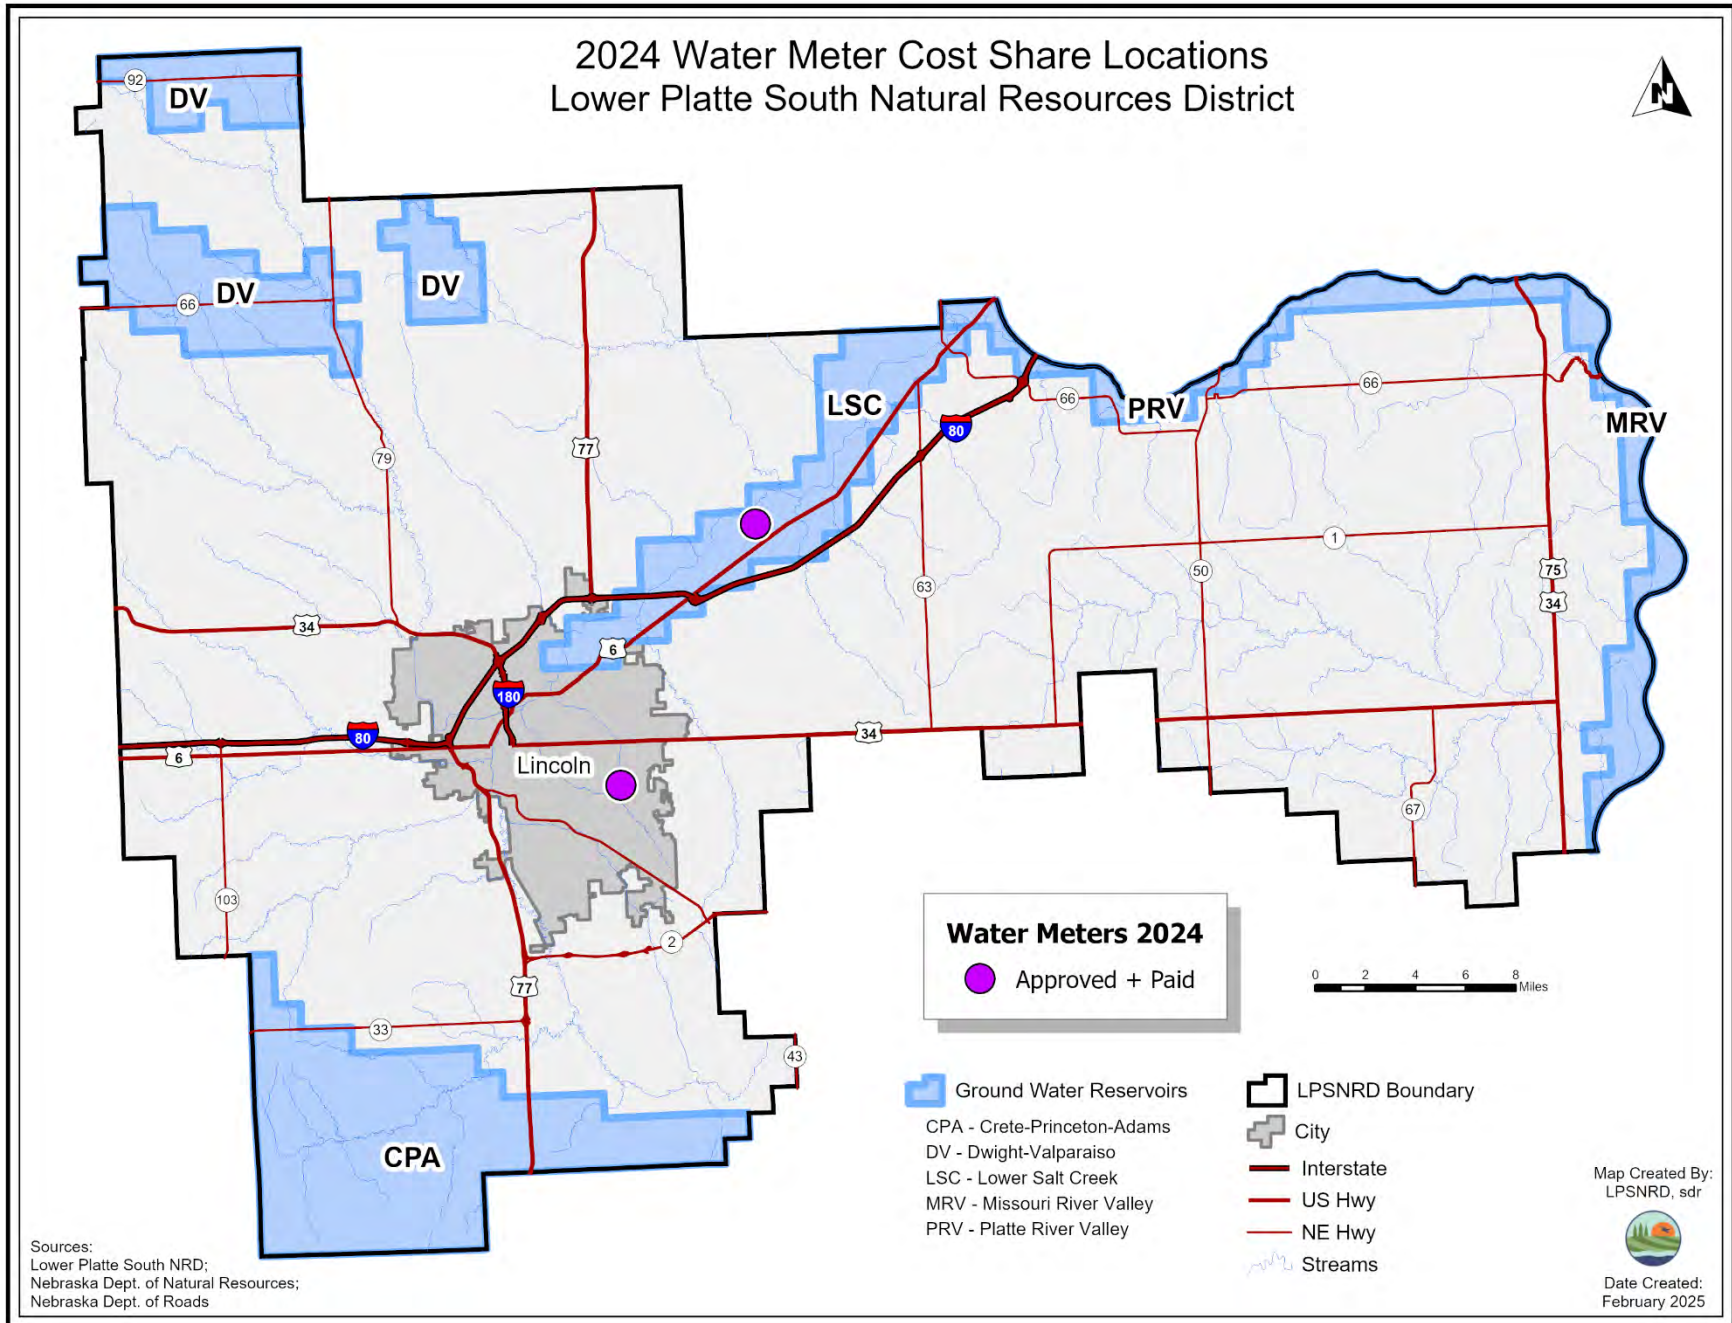 2024 Water Meter Cost Share Locations
Lower Platte South Natural Resources District
N
92
DV
DV
66
DV
77
79
LSC
80
66
PRV
66
MRV
1
63
50
75
34
34
6
180
80
6
34
Lincoln
67
103
2
77
33
43
CPA
Water Meters 2024
Approved + Paid
0 2 4 6 8
Miles
Ground Water Reservoirs
CPA - Crete-Princeton-Adams
DV - Dwight-Valparaiso
LSC - Lower Salt Creek
MRV - Missouri River Valley
PRV - Platte River Valley
LPSNRD Boundary
City
Interstate
US Hwy
NE Hwy
Streams
Map Created By:
LPSNRD, sdr
Date Created:
February 2025
Sources:
Lower Platte South NRD;
Nebraska Dept. of Natural Resources;
Nebraska Dept. of Roads